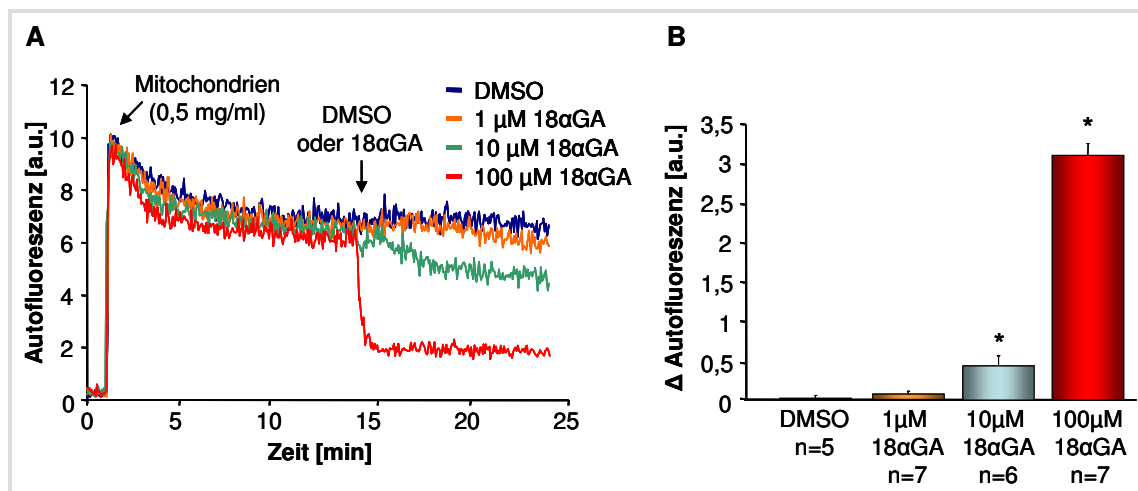 A
Autofluoreszenz [a.u.]
12
10
8
6
4
2
0
Mitochondrien
(0,5 mg/ml)
DMSO
oder 18αGA
DMSO
1 µM 18αGA
10 µM 18αGA
100 µM 18αGA
0
5
10
15
20
25
Zeit [min]
B
Δ Autofluoreszenz [a.u.]
3,5
3
2,5
2
1,5
1
0,5
0
*
*
DMSO
n=5
1µM
18αGA
n=7
10µM
18αGA
n=6
100µM
18αGA
n=7